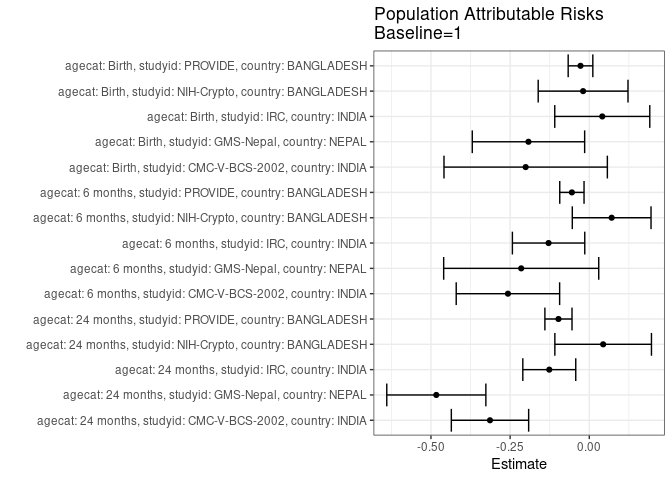 Population Attributable Risks
Baseline=1
agecat: Birth, studyid: PROVIDE, country: BANGLADESH
agecat: Birth, studyid: NIH-Crypto, country: BANGLADESH
agecat: Birth, studyid: IRC, country: INDIA
agecat: Birth, studyid: GMS-Nepal, country: NEPAL
agecat: Birth, studyid: CMC-V-BCS-2002, country: INDIA
agecat: 6 months, studyid: PROVIDE, country: BANGLADESH
agecat: 6 months, studyid: NIH-Crypto, country: BANGLADESH
agecat: 6 months, studyid: IRC, country: INDIA
agecat: 6 months, studyid: GMS-Nepal, country: NEPAL
agecat: 6 months, studyid: CMC-V-BCS-2002, country: INDIA
agecat: 24 months, studyid: PROVIDE, country: BANGLADESH
agecat: 24 months, studyid: NIH-Crypto, country: BANGLADESH
agecat: 24 months, studyid: IRC, country: INDIA
agecat: 24 months, studyid: GMS-Nepal, country: NEPAL
agecat: 24 months, studyid: CMC-V-BCS-2002, country: INDIA
-0.50 -0.25 0.00
Estimate